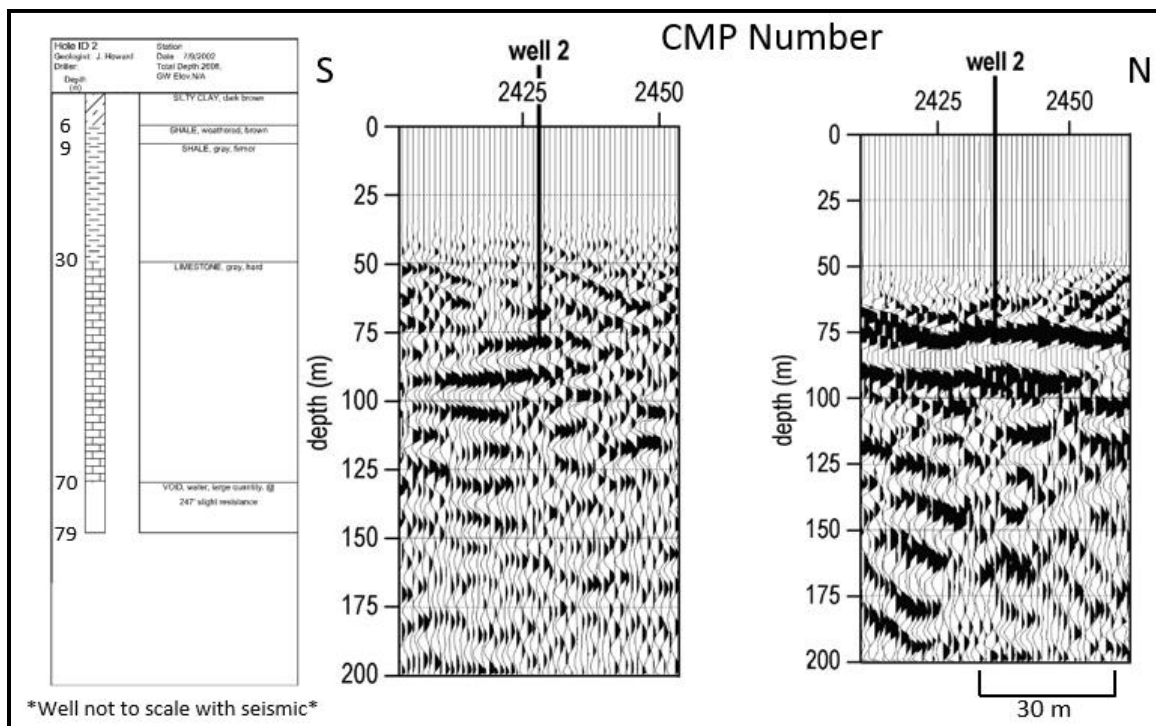 Hole ID 2
Geologist: J. Howard
Driller:
Depth
(m)
Station
Date 7/9/2002
Total Depth 260ft.
GW Elev.N/A
SILTY CLAY, dark brown
6
SHALE, weathered, brown
9
SHALE, gray, firmer
30
LIMESTONE, gray, hard
70
VOID, water, large quantity, @
247' slight resistance
79
*Well not to scale with seismic*
CMP Number
S
well 2
2425
2450
0
25
50
75
100
125
150
175
200
depth (m)
well 2
N
2425
2450
0
25
50
75
100
125
150
175
200
depth (m)
30 m